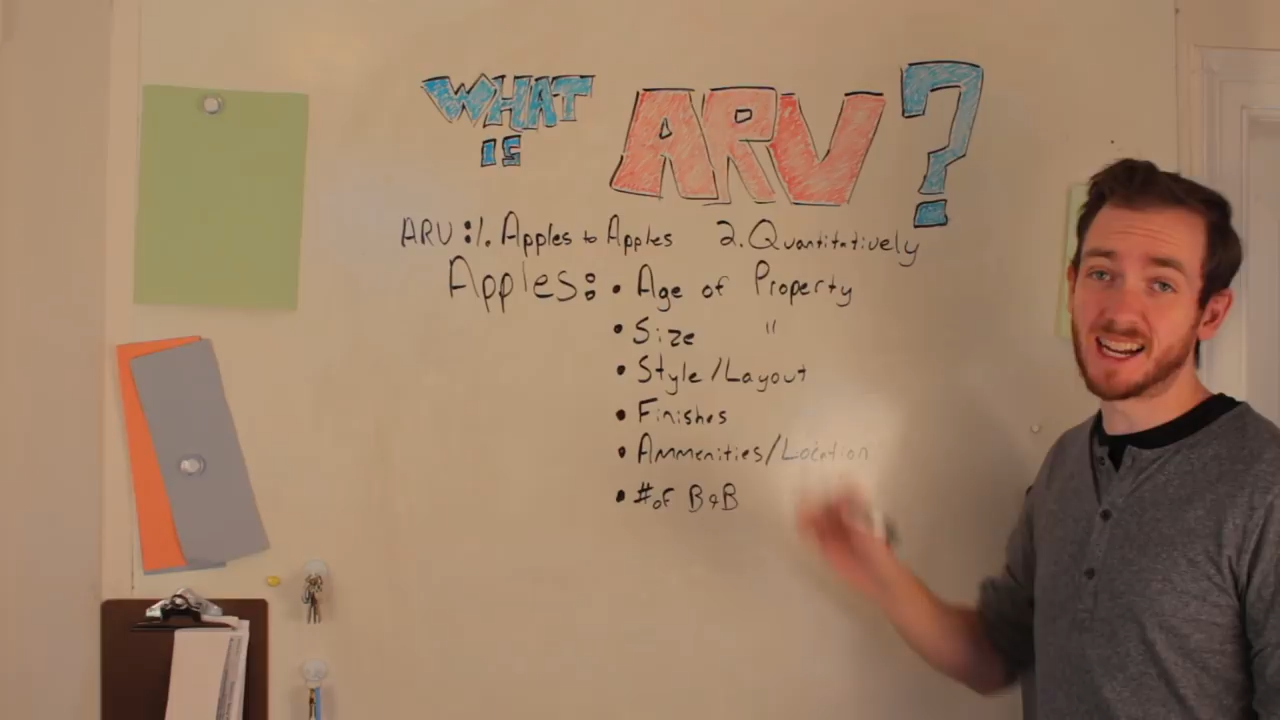 WHAT
IS
ARV?
ARV: 1. Apples to Apples 2. Quantitatively
Apples: • Age of Property
• Size "
• Style/Layout
• Finishes
• Ammenities/Location
• # of B & B